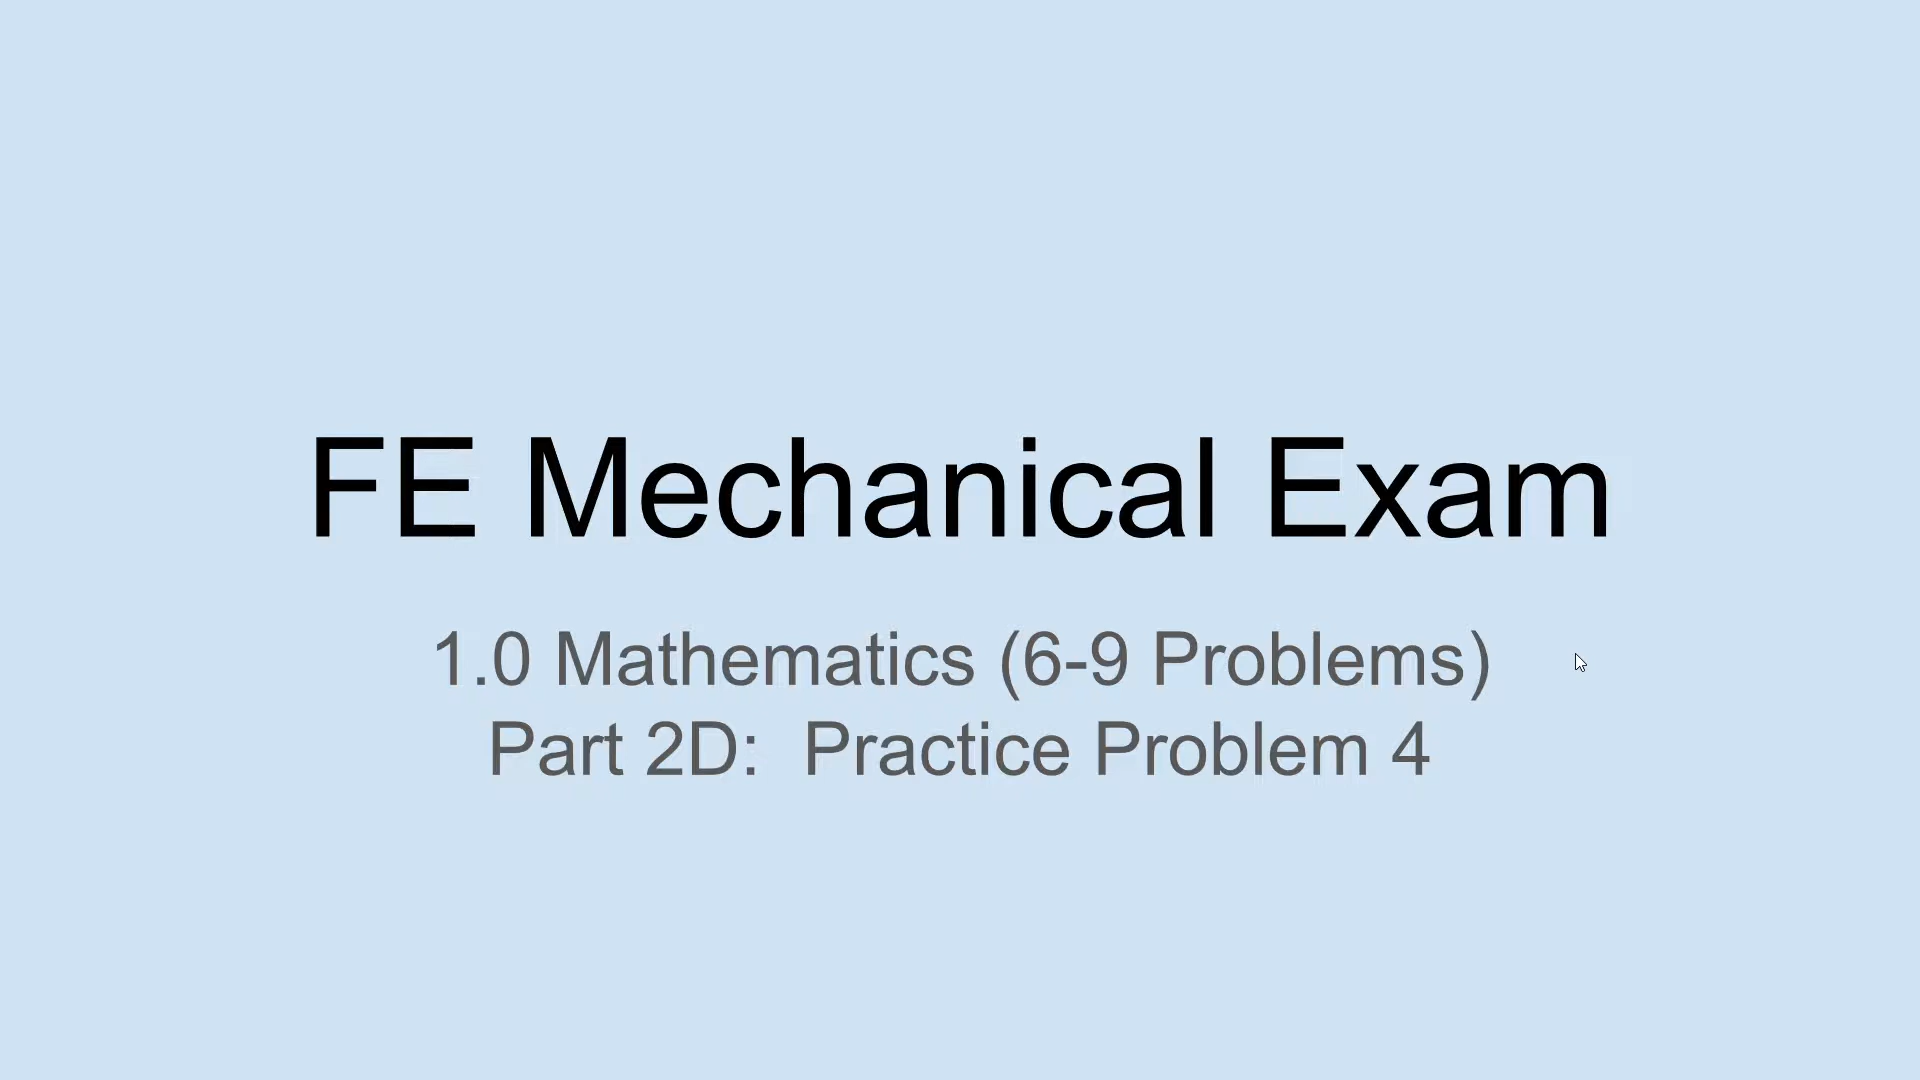 FE Mechanical Exam
1.0 Mathematics (6-9 Problems)
Part 2D:  Practice Problem 4